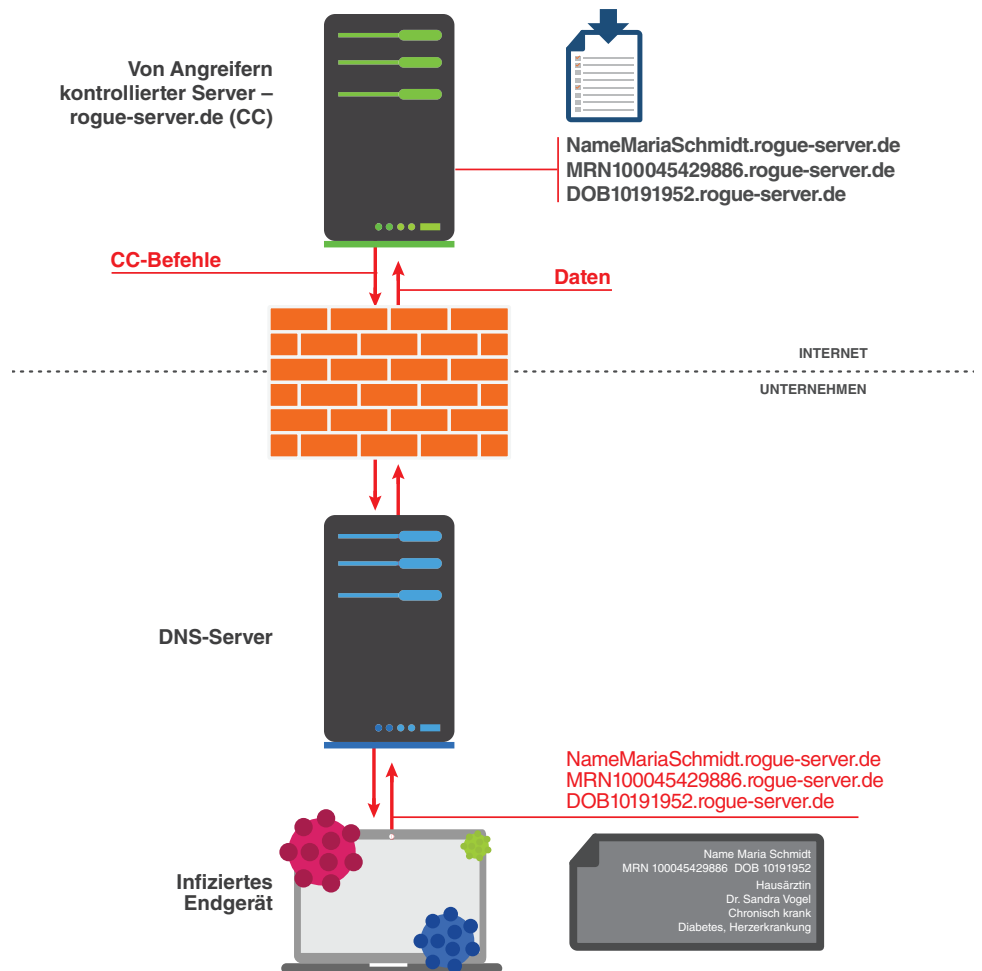 Von Angreifern
kontrollierter Server –
rogue-server.de (CC)
NameMariaSchmidt.rogue-server.de
MRN100045429886.rogue-server.de
DOB10191952.rogue-server.de
CC-Befehle
Daten
INTERNET
UNTERNEHMEN
DNS-Server
NameMariaSchmidt.rogue-server.de
MRN100045429886.rogue-server.de
DOB10191952.rogue-server.de
Infiziertes
Endgerät
Name Maria Schmidt
MRN 100045429886 DOB 10191952
Hausärztin
Dr. Sandra Vogel
Chronisch krank
Diabetes, Herzerkrankung